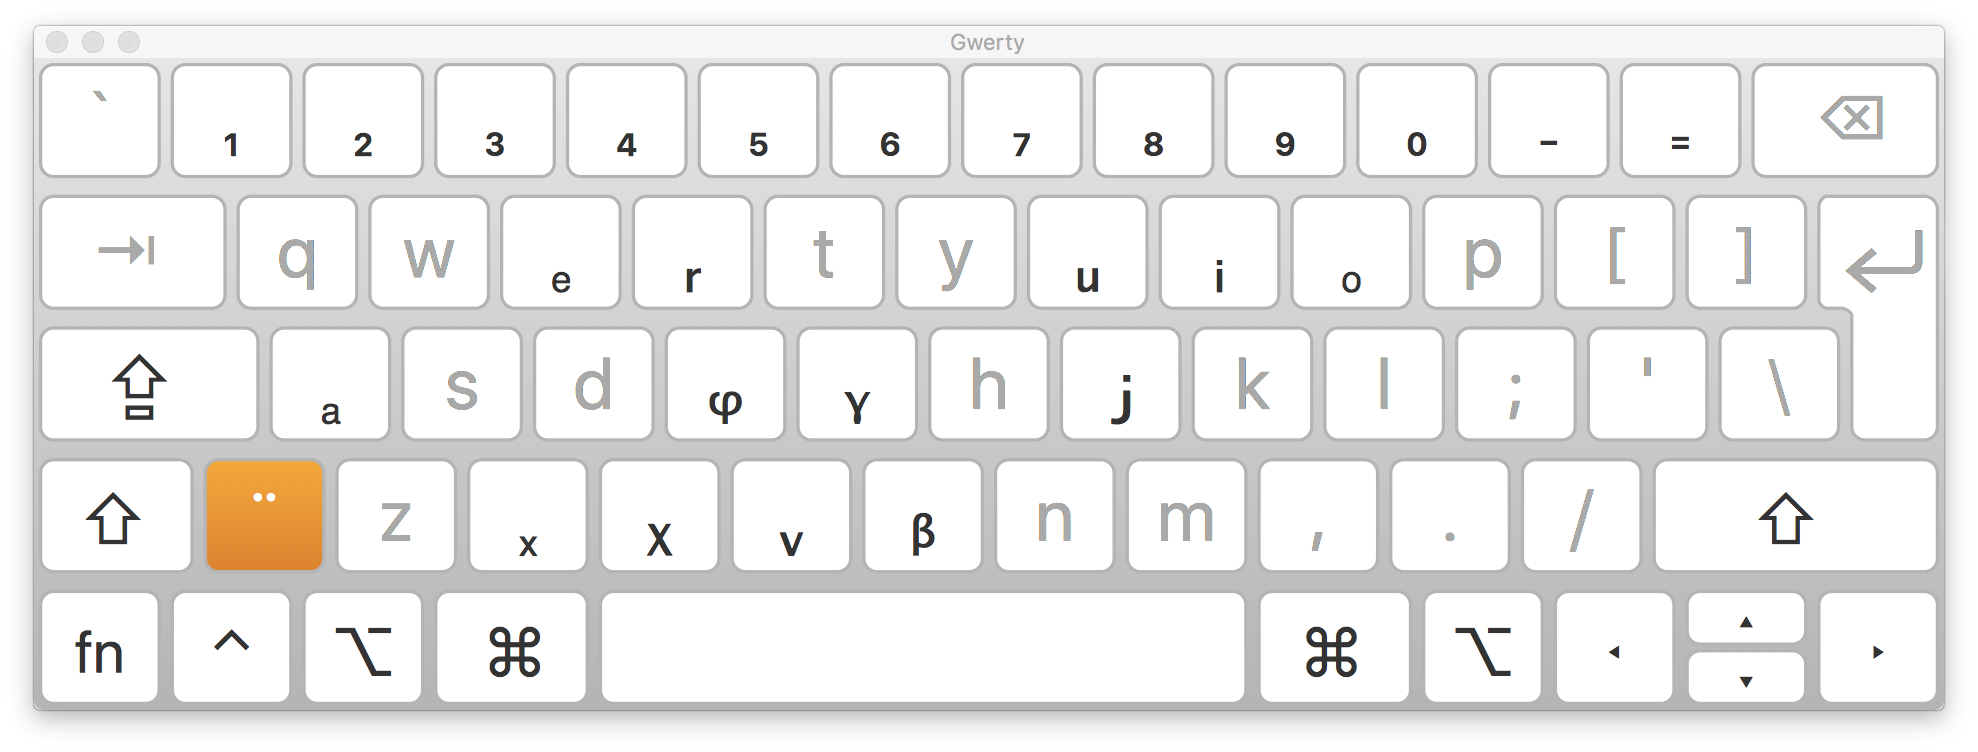 Gwerty
` 1 2 3 4 5 6 7 8 9 0 − = ⌫
⇥ q w e r t y u i o p [ ] ↩
⇪ a s d φ γ h j k l ; ' \
⇧ ¨ z x χ v β n m , . / ⇧
fn ^ ⌥ ⌘ ⌘ ⌥ ◂ ▴ ▾ ▸